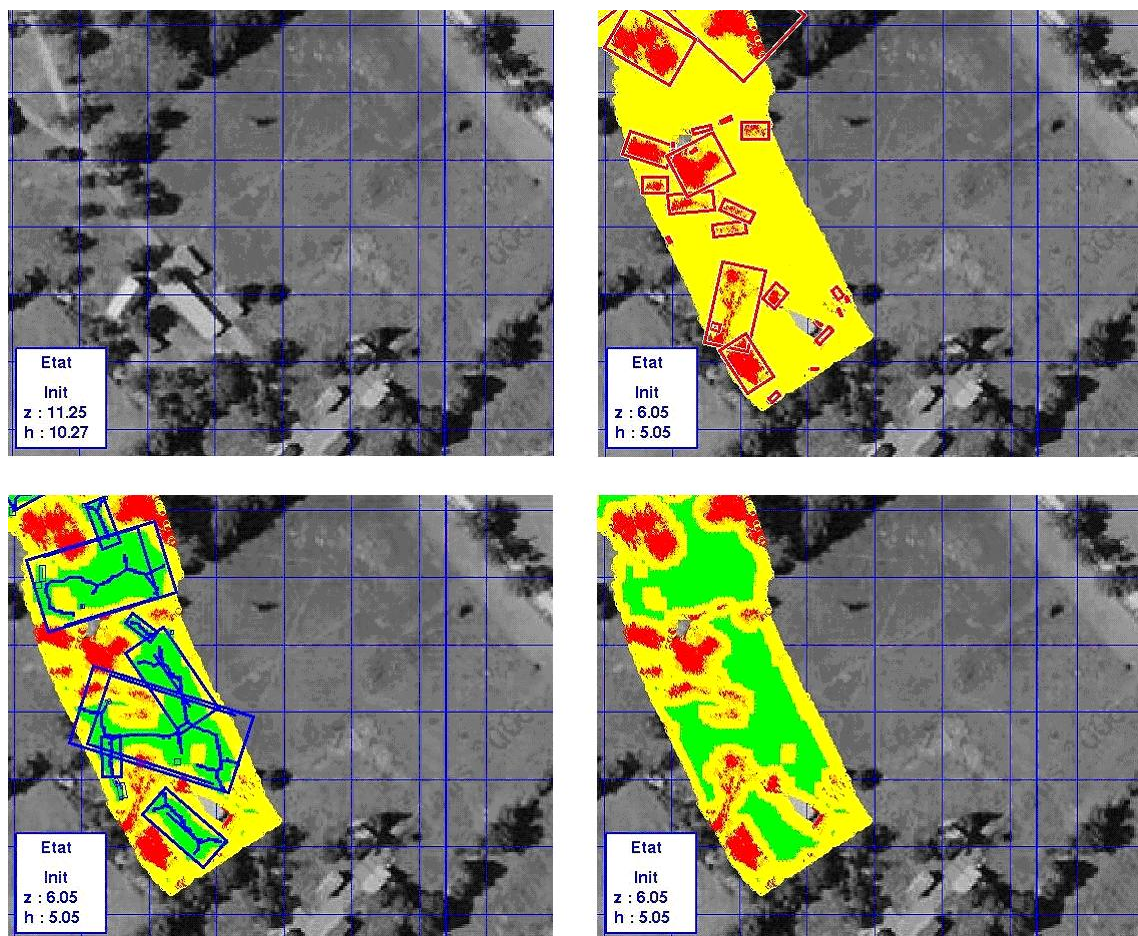 Etat
Init
z : 11.25
h : 10.27
Etat
Init
z : 6.05
h : 5.05
Etat
Init
z : 6.05
h : 5.05
Etat
Init
z : 6.05
h : 5.05